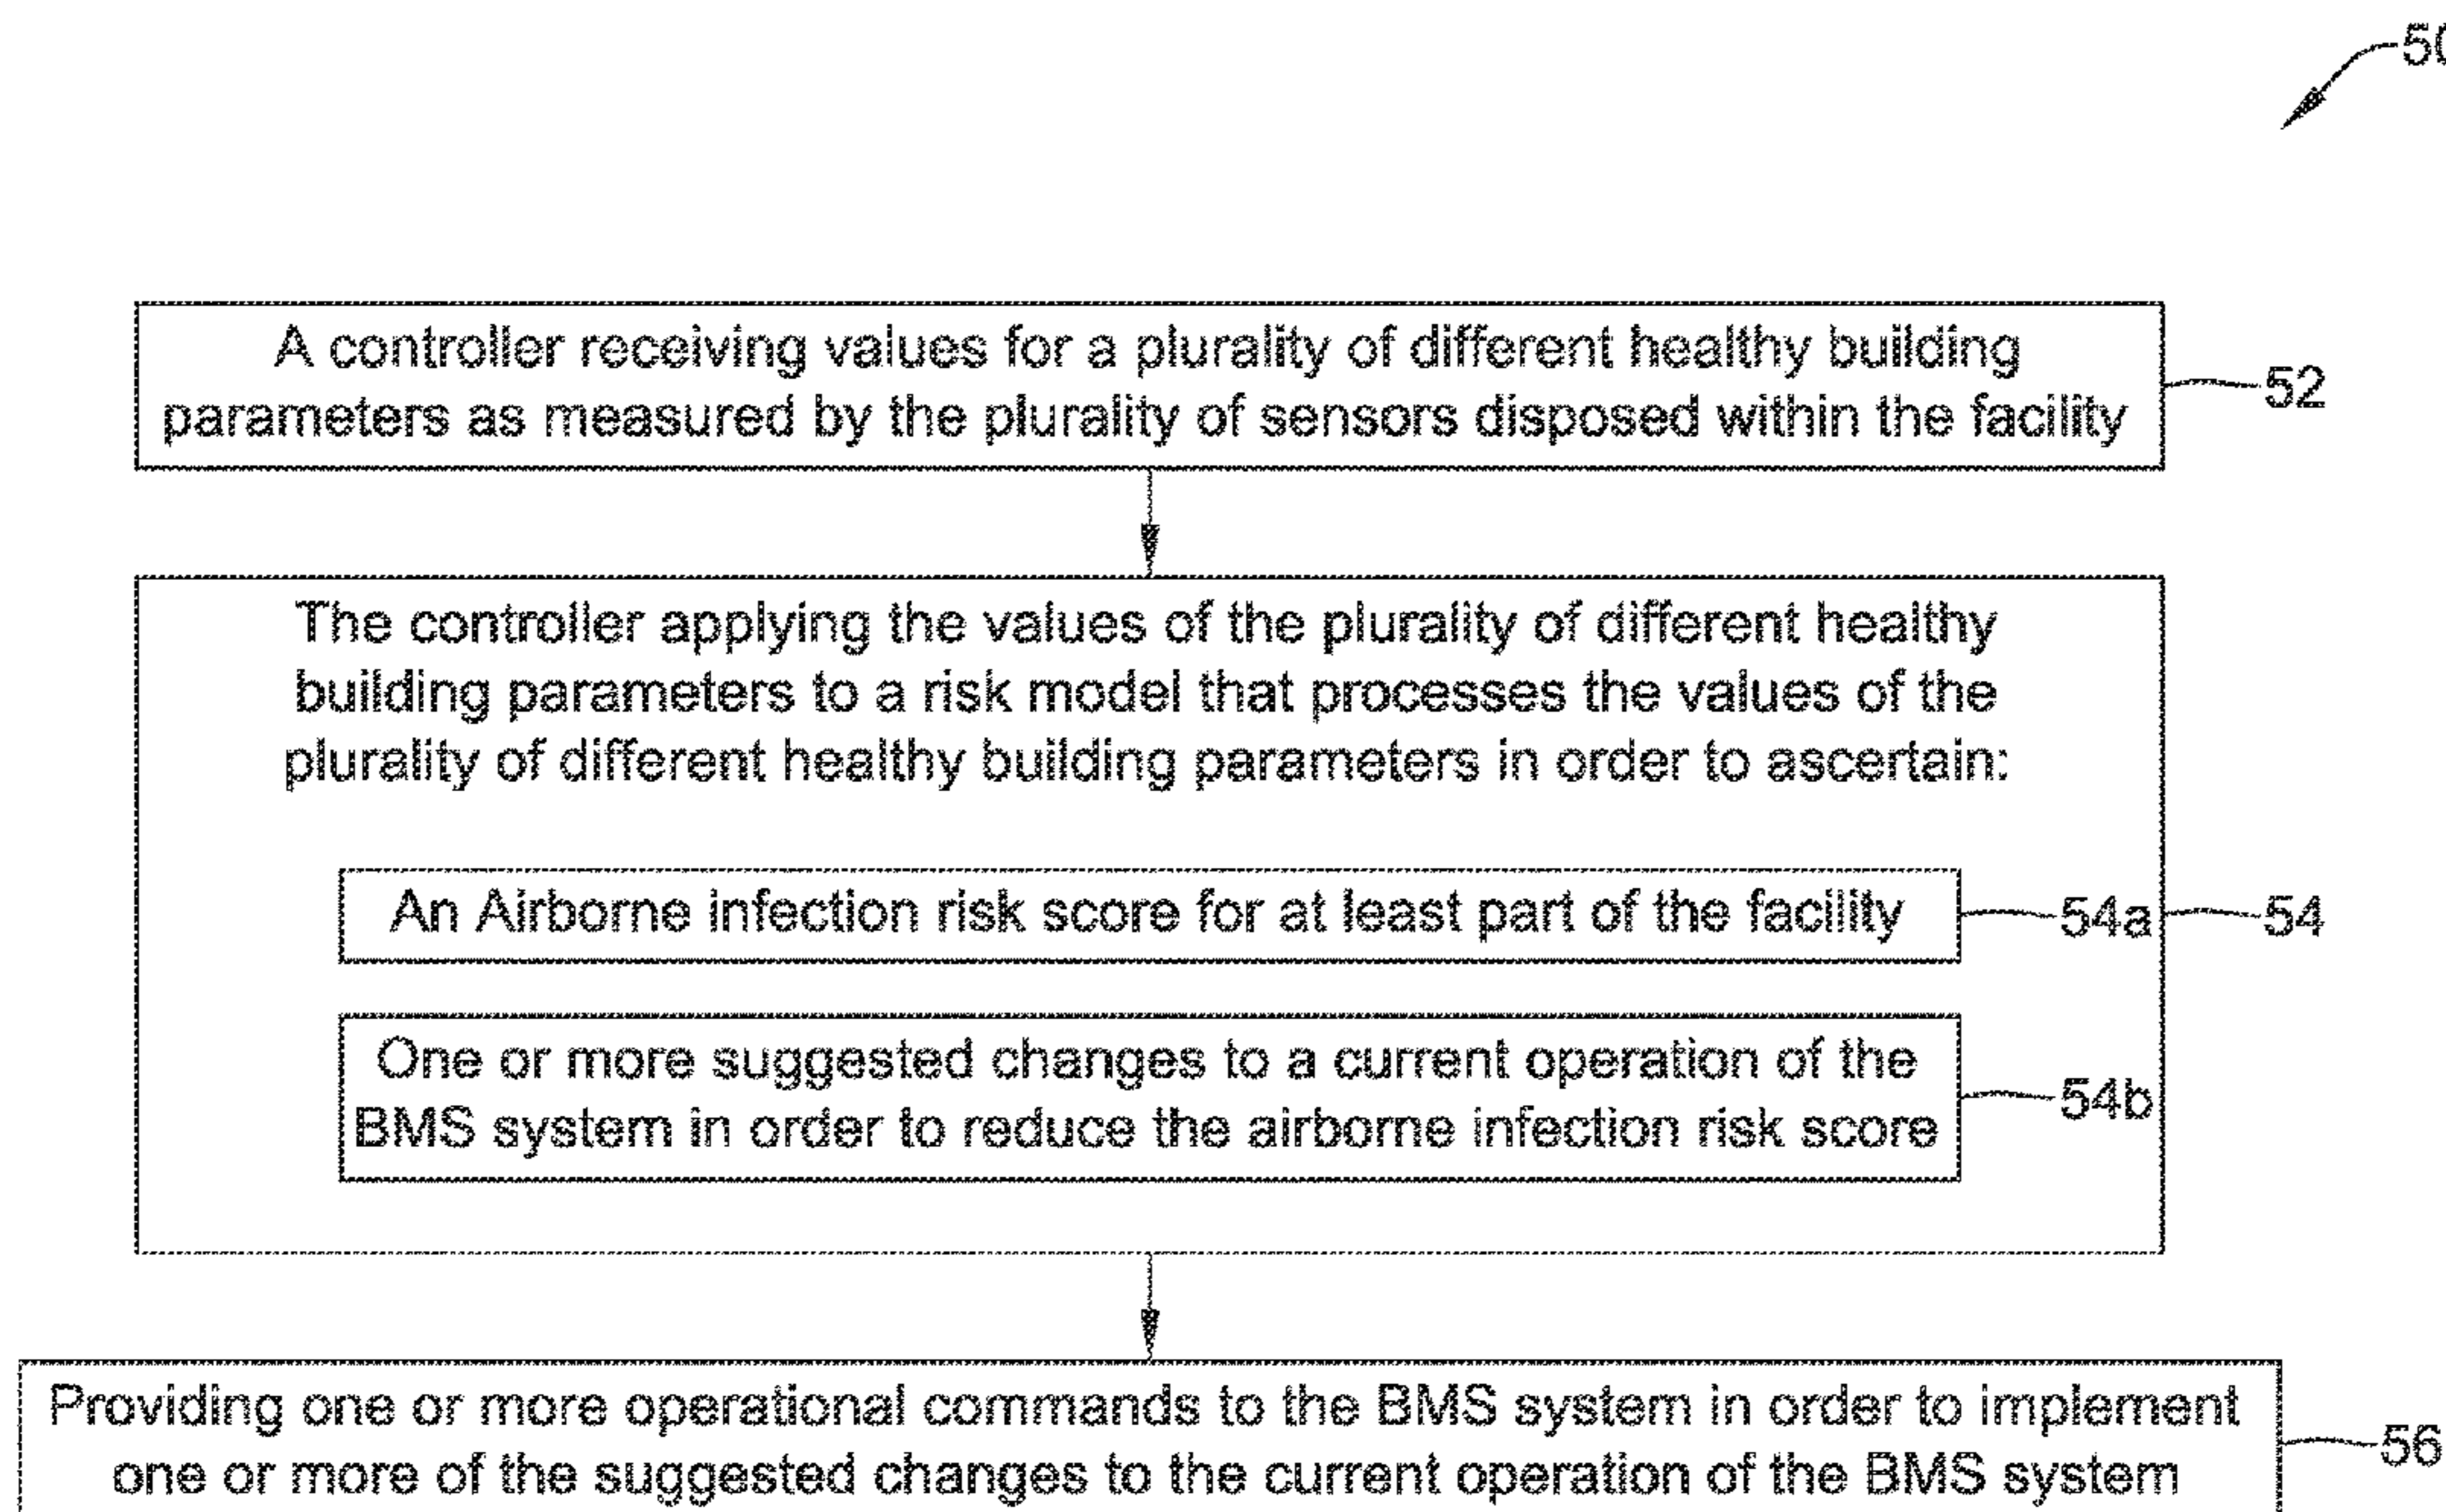 50
A controller receiving values for a plurality of different healthy building
parameters as measured by the plurality of sensors disposed within the facility
52
The controller applying the values of the plurality of different healthy
building parameters to a risk model that processes the values of the
plurality of different healthy building parameters in order to ascertain:
An Airborne infection risk score for at least part of the facility
54a
54
One or more suggested changes to a current operation of the
BMS system in order to reduce the airborne infection risk score
54b
Providing one or more operational commands to the BMS system in order to implement
one or more of the suggested changes to the current operation of the BMS system
56